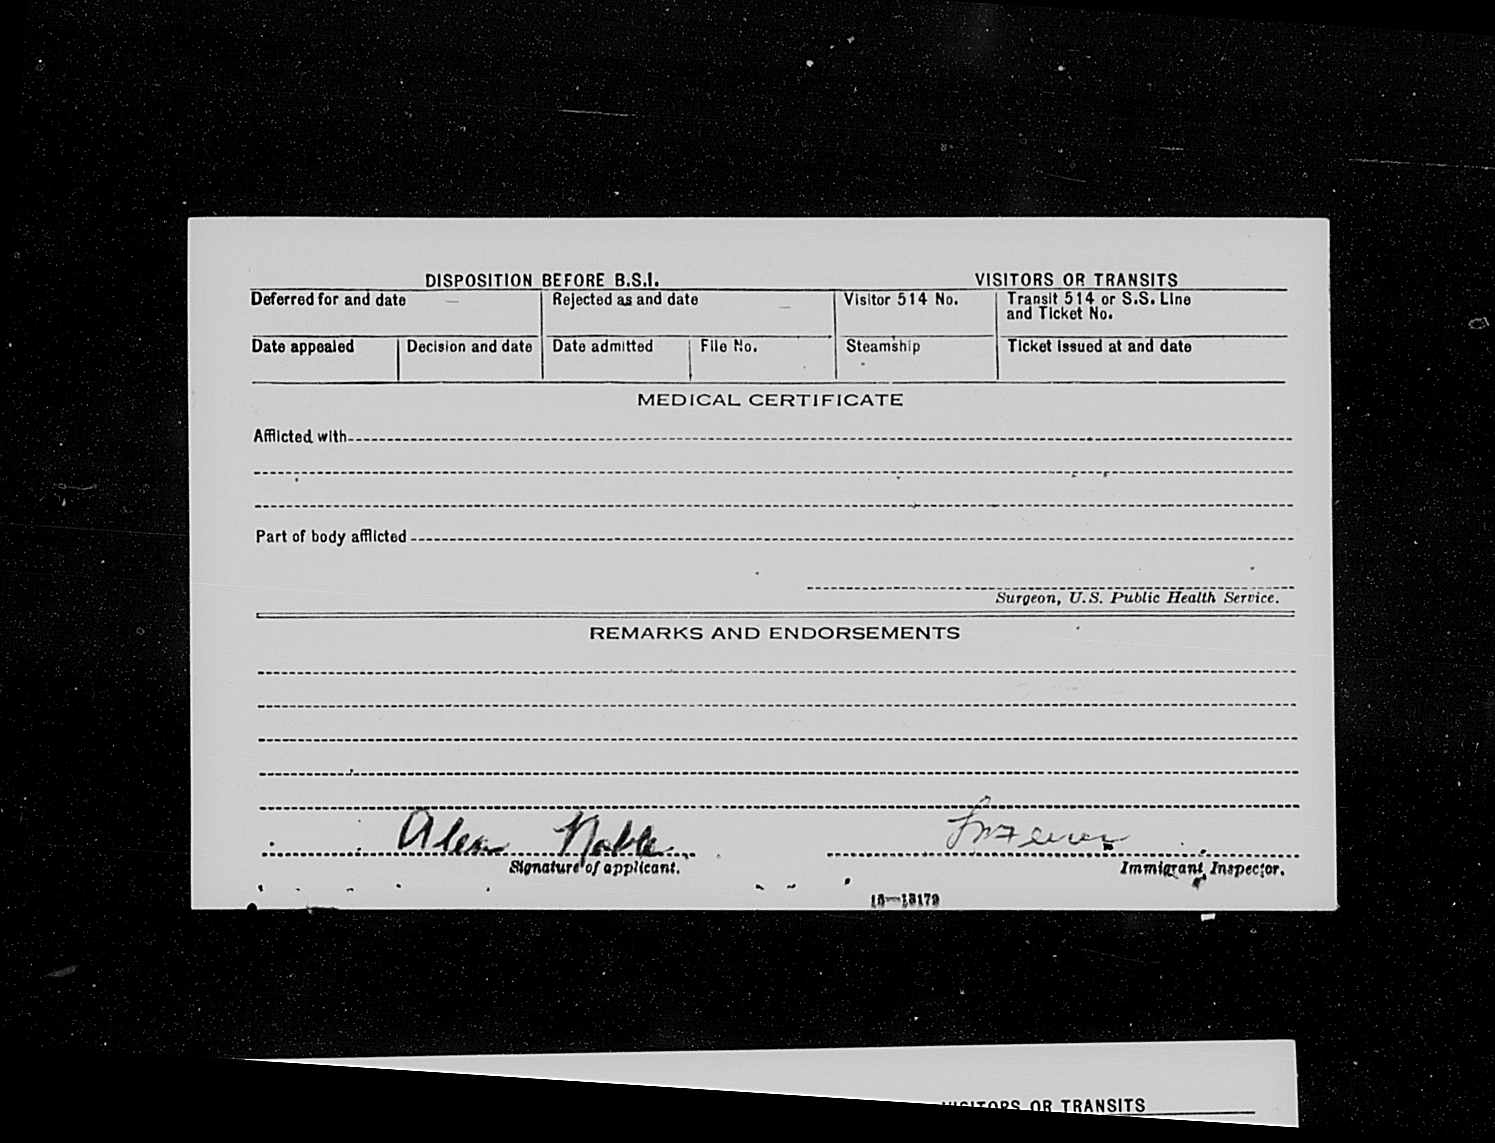 DISPOSITION BEFORE B.S.I. VISITORS OR TRANSITS
Deferred for and date Rejected as and date Visitor 514 No. Transit 514 or S.S. Line
and Ticket No.
Date appealed Decision and date Date admitted File No. Steamship Ticket issued at and date
MEDICAL CERTIFICATE
Afflicted with
Part of body afflicted
Surgeon, U.S. Public Health Service.
REMARKS AND ENDORSEMENTS
Noble
Signature of applicant. Immigrant Inspector.
16—13179
VISITORS OR TRANSITS